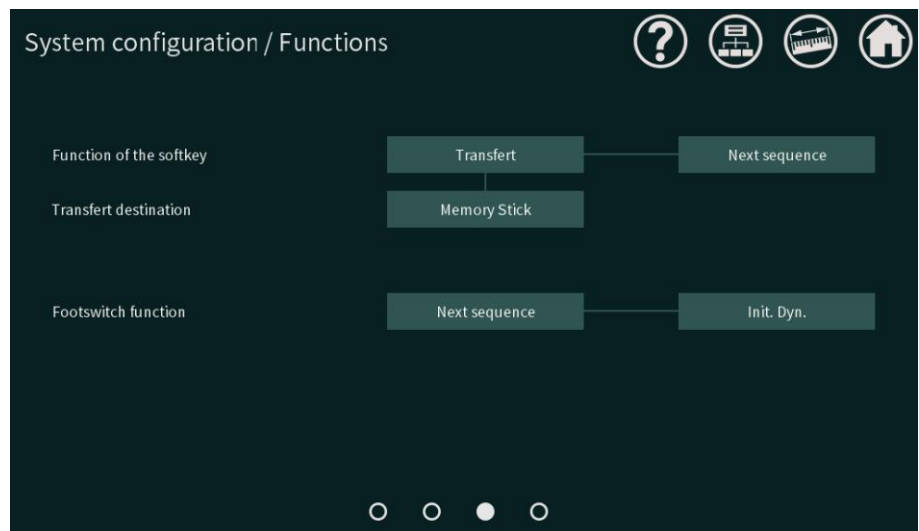 System configuration / Functions
?
Function of the softkey Transfert Next sequence
Transfert destination Memory Stick
Footswitch function Next sequence Init. Dyn.